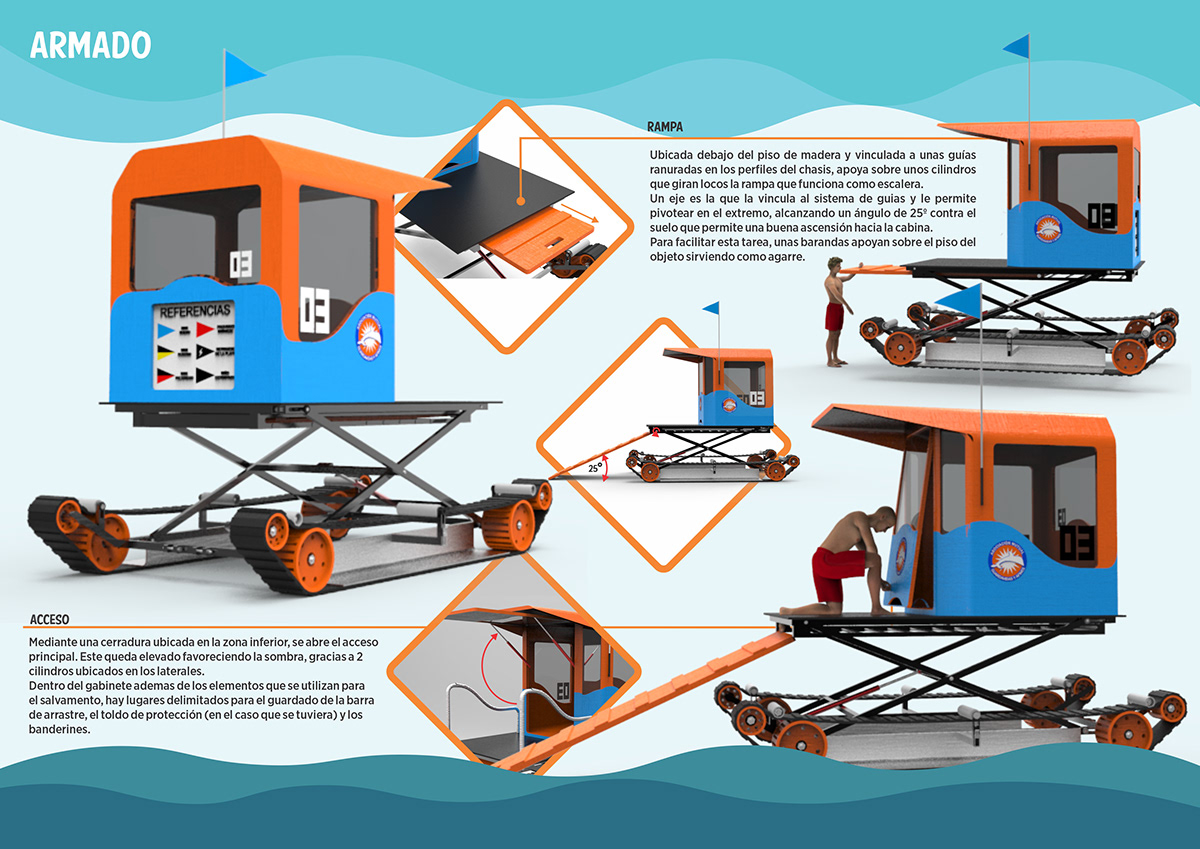 ARMADO
RAMPA
Ubicada debajo del piso de madera y vinculada a unas guías
ranuradas en los perfiles del chasis, apoya sobre unos cilindros
que giran locos la rampa que funciona como escalera.
Un eje es la que la vincula al sistema de guias y le permite
pivotear en el extremo, alcanzando un ángulo de 25º contra el
suelo que permite una buena ascensión hacia la cabina.
Para facilitar esta tarea, unas barandas apoyan sobre el piso del
objeto sirviendo como agarre.
03
03
REFERENCIAS
03
03
25º
03
ACCESO
Mediante una cerradura ubicada en la zona inferior, se abre el acceso
principal. Este queda elevado favoreciendo la sombra, gracias a 2
cilindros ubicados en los laterales.
Dentro del gabinete ademas de los elementos que se utilizan para
el salvamento, hay lugares delimitados para el guardado de la barra
de arrastre, el toldo de protección (en el caso que se tuviera) y los
banderines.